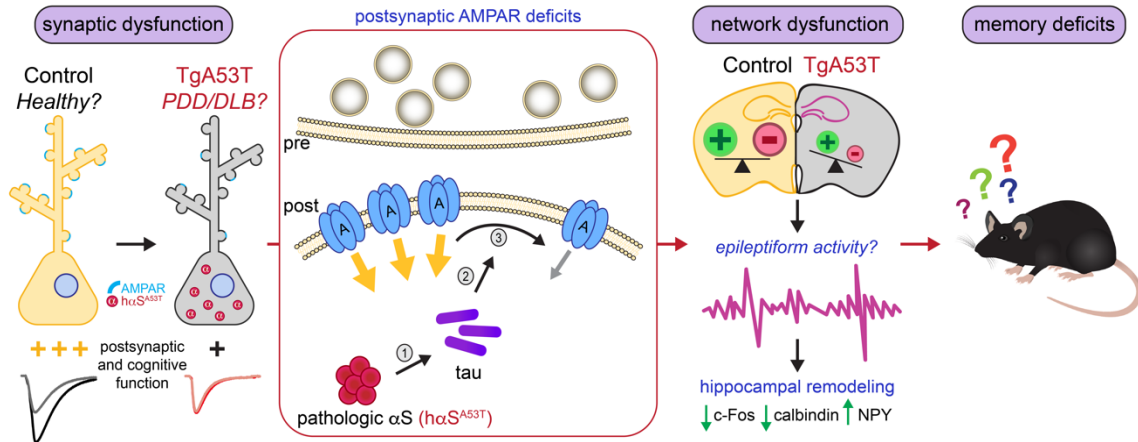 synaptic dysfunction
Control
Healthy?
TgA53T
PDD/DLB?
AMPAR
α hαS^A53T
α
α
α
α
α
α
α
α
+++
+
postsynaptic
and cognitive
function
postsynaptic AMPAR deficits
pre
post
A
A
A
A
3
2
1
tau
pathologic αS (hαS^A53T)
network dysfunction
Control TgA53T
+
-
+
-
epileptiform activity?
hippocampal remodeling
↓c-Fos ↓calbindin ↑NPY
memory deficits
?
?
?
?